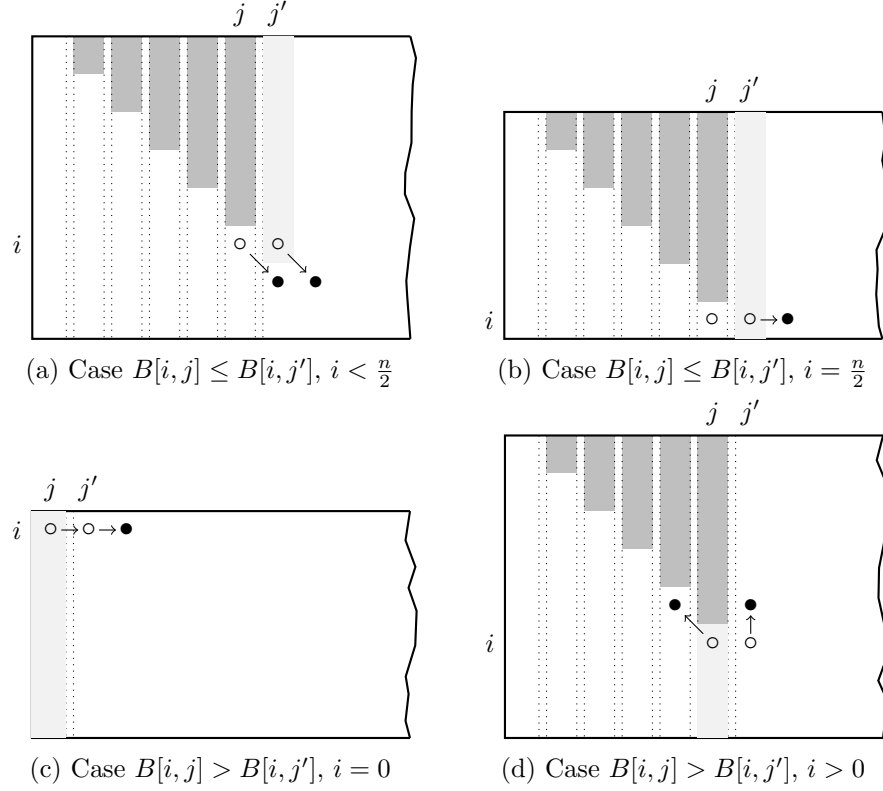 j j′
i
(a) Case B[i, j] ≤ B[i, j′], i < n/2
j j′
i
(b) Case B[i, j] ≤ B[i, j′], i = n/2
j j′
i
(c) Case B[i, j] > B[i, j′], i = 0
j j′
i
(d) Case B[i, j] > B[i, j′], i > 0